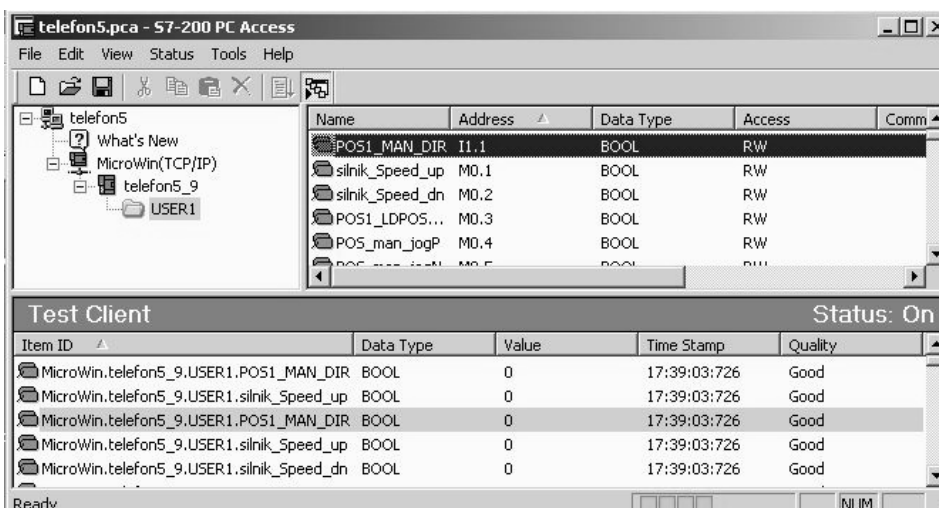 telefon5.pca - S7-200 PC Access
File Edit View Status Tools Help
telefon5
What's New
MicroWin(TCP/IP)
telefon5_9
USER1
Name Address Data Type Access Comm
POS1_MAN_DIR I1.1 BOOL RW
silnik_Speed_up M0.1 BOOL RW
silnik_Speed_dn M0.2 BOOL RW
POS1_LDPOS... M0.3 BOOL RW
POS_man_jogP M0.4 BOOL RW
Test Client Status: On
Item ID Data Type Value Time Stamp Quality
MicroWin.telefon5_9.USER1.POS1_MAN_DIR BOOL 0 17:39:03:726 Good
MicroWin.telefon5_9.USER1.silnik_Speed_up BOOL 0 17:39:03:726 Good
MicroWin.telefon5_9.USER1.POS1_MAN_DIR BOOL 0 17:39:03:726 Good
MicroWin.telefon5_9.USER1.silnik_Speed_up BOOL 0 17:39:03:726 Good
MicroWin.telefon5_9.USER1.silnik_Speed_dn BOOL 0 17:39:03:726 Good
Ready NUM